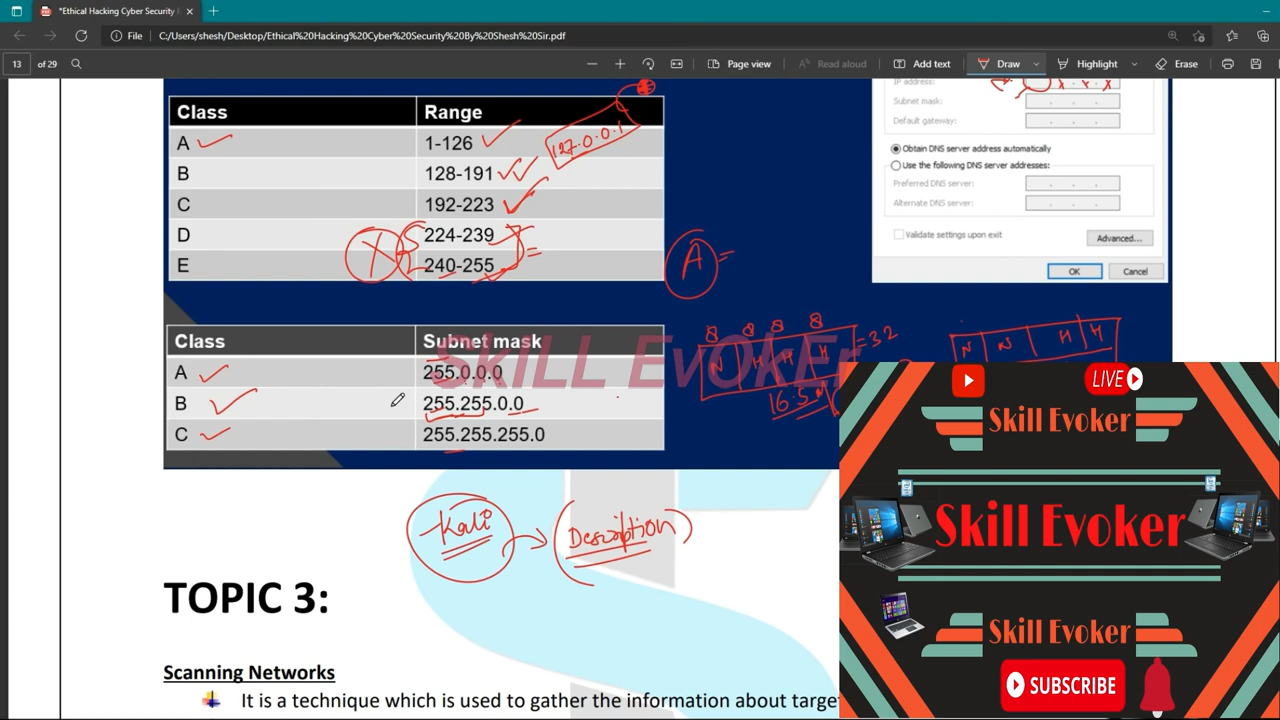 *Ethical Hacking Cyber Security
File C:/Users/shesh/Desktop/Ethical%20Hacking%20Cyber%20Security%20By%20Shesh%20Sir.pdf
13 of 29 Page view Read aloud Add text Draw Highlight Erase
Class Range
A 1-126
127.0.0.1
B 128-191
C 192-223
D 224-239
E 240-255
X
A =
IP address:
Subnet mask:
Default gateway:
Obtain DNS server address automatically
Use the following DNS server addresses:
Preferred DNS server:
Alternate DNS server:
Validate settings upon exit Advanced...
OK Cancel
Class Subnet mask
A 255.0.0.0
B 255.255.0.0
C 255.255.255.0
SKILL EVOKEr
8 8 8 8
N H H H =32
16.5M
N N H H
Kali
Description
TOPIC 3:
Scanning Networks
It is a technique which is used to gather the information about targe
LIVE
Skill Evoker
Skill Evoker
Skill Evoker
SUBSCRIBE